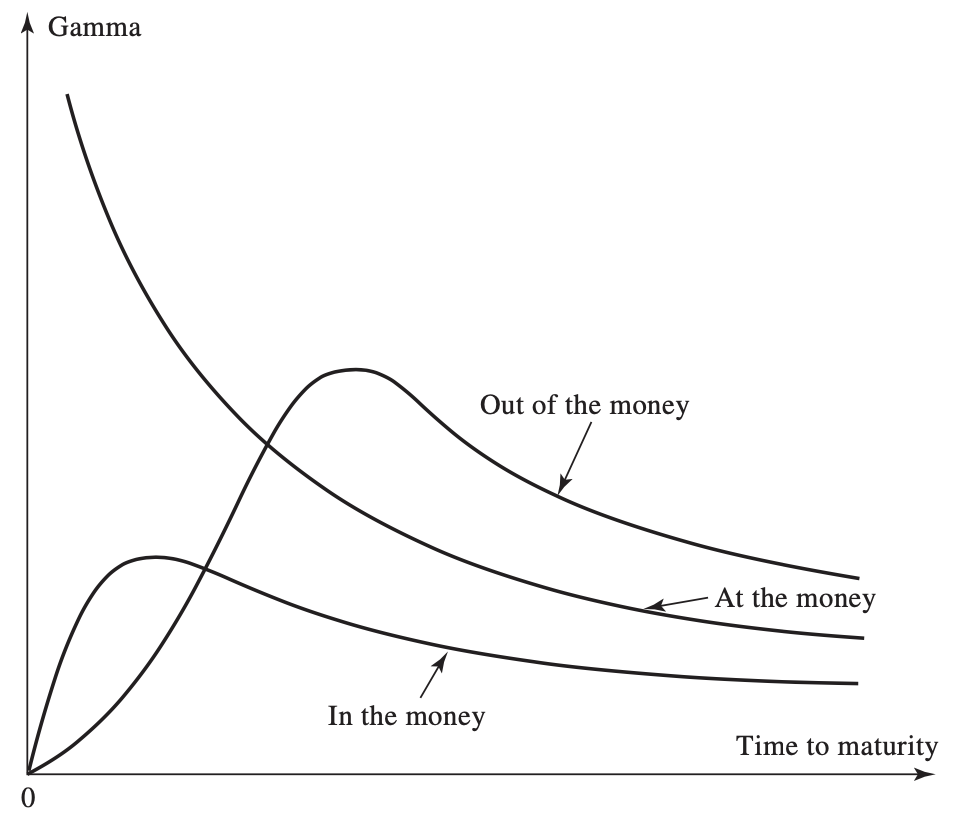 Gamma
Out of the money
At the money
In the money
Time to maturity
0